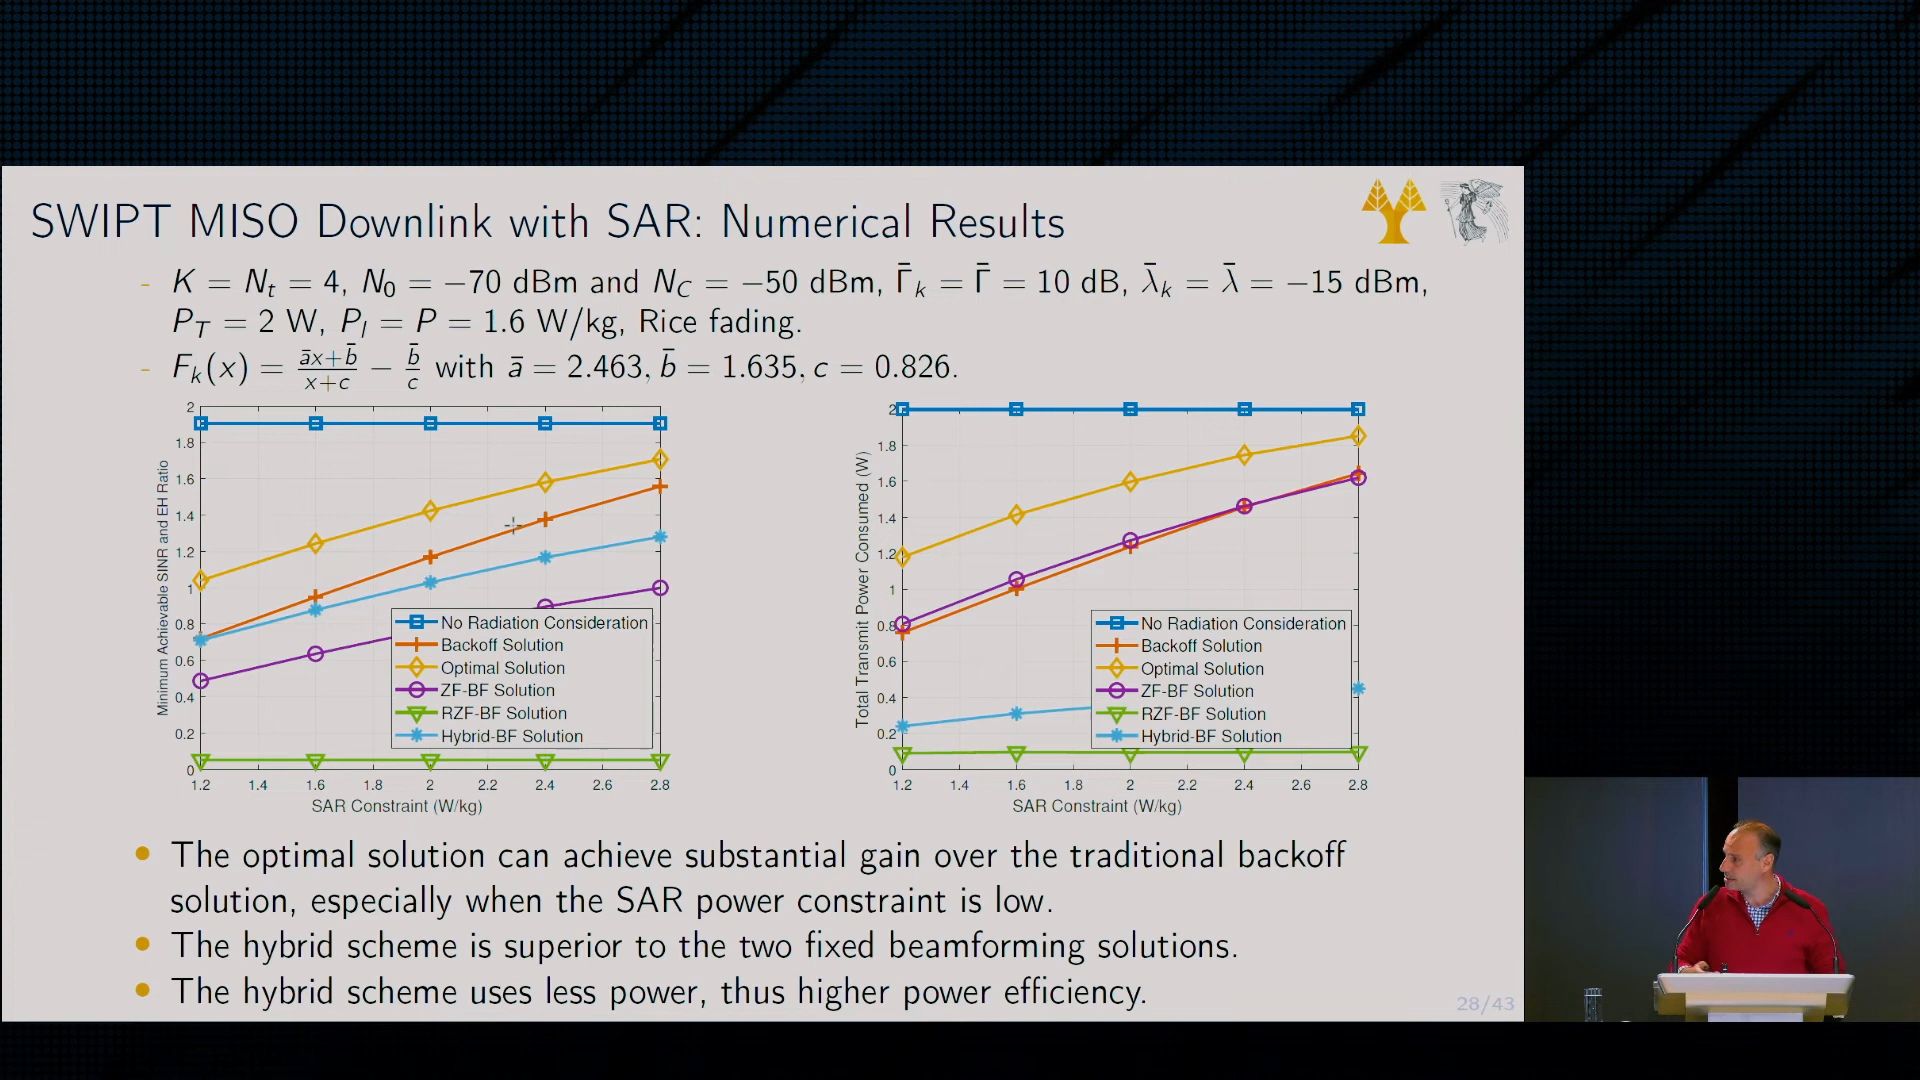 SWIPT MISO Downlink with SAR: Numerical Results
- K = N_t = 4, N_0 = −70 dBm and N_C = −50 dBm, Γ̄_k = Γ̄ = 10 dB, λ̄_k = λ̄ = −15 dBm,
P_T = 2 W, P_l = P = 1.6 W/kg, Rice fading.
- F_k(x) = (āx+b̄)/(x+c) − b̄/c with ā = 2.463, b̄ = 1.635, c = 0.826.
Minimum Achievable SINR and EH Ratio
2
1.8
1.6
1.4
1.2
1
0.8
0.6
0.4
0.2
0
No Radiation Consideration
Backoff Solution
Optimal Solution
ZF-BF Solution
RZF-BF Solution
Hybrid-BF Solution
1.2 1.4 1.6 1.8 2 2.2 2.4 2.6 2.8
SAR Constraint (W/kg)
Total Transmit Power Consumed (W)
2
1.8
1.6
1.4
1.2
1
0.8
0.6
0.4
0.2
0
No Radiation Consideration
Backoff Solution
Optimal Solution
ZF-BF Solution
RZF-BF Solution
Hybrid-BF Solution
1.2 1.4 1.6 1.8 2 2.2 2.4 2.6 2.8
SAR Constraint (W/kg)
• The optimal solution can achieve substantial gain over the traditional backoff
solution, especially when the SAR power constraint is low.
• The hybrid scheme is superior to the two fixed beamforming solutions.
• The hybrid scheme uses less power, thus higher power efficiency.
28/43